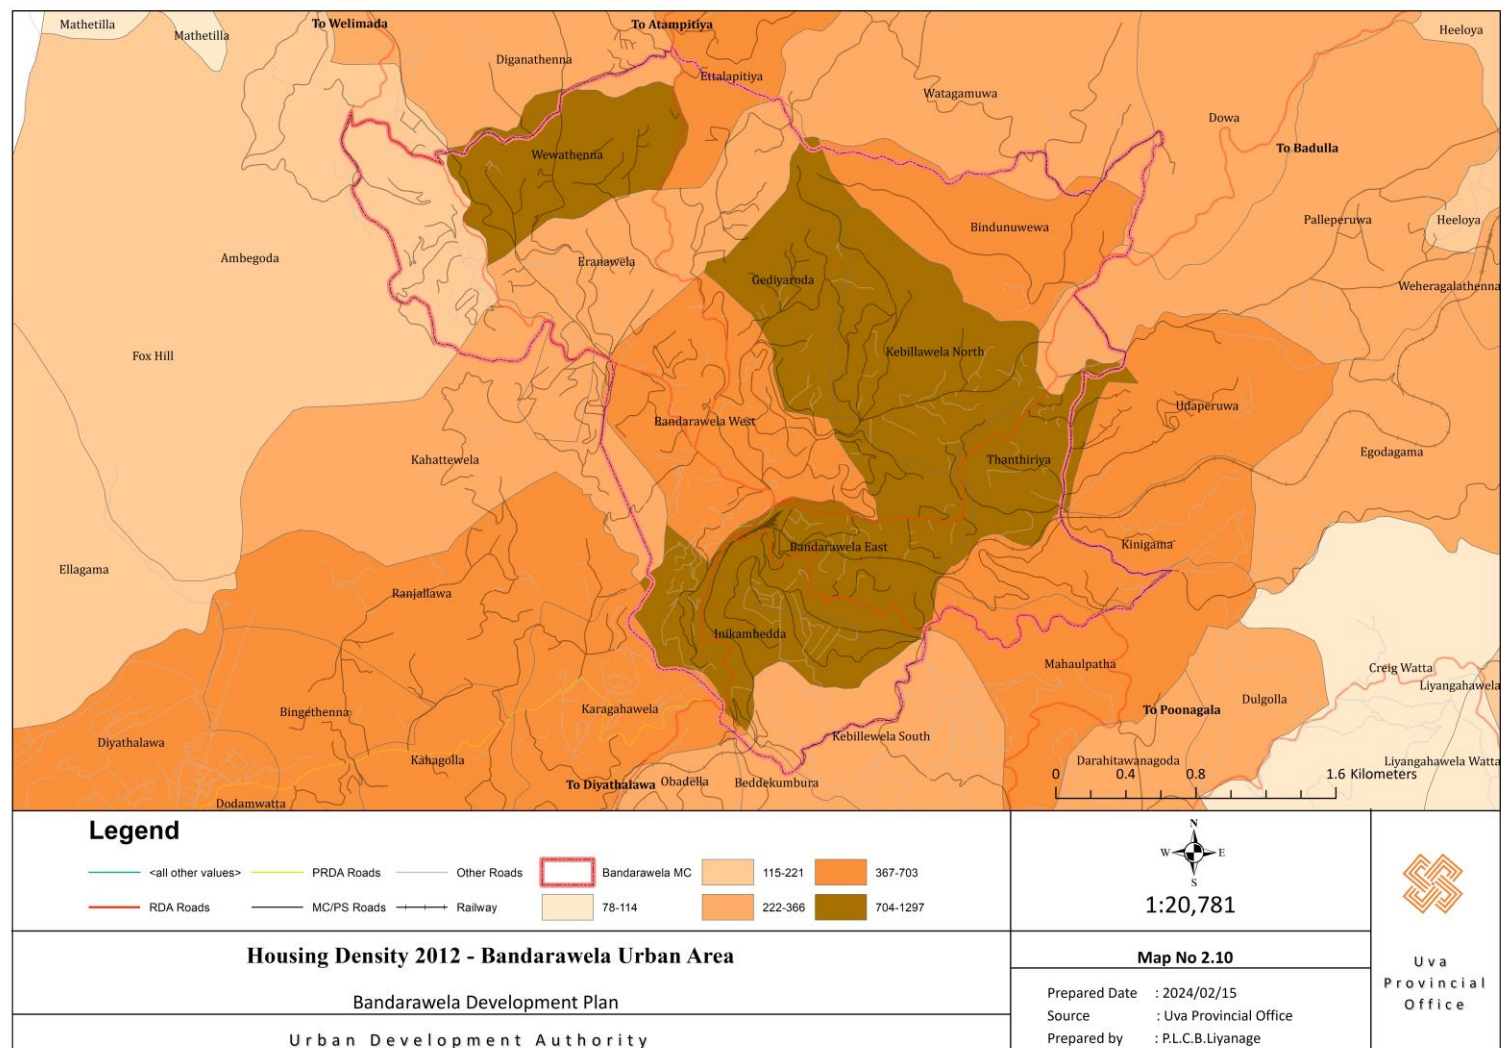 Mathetilla
Mathetilla
To Welimada
To Atampitiya
Heeloya
Diganathenna
Ettalapitiya
Watagamuwa
Dowa
To Badulla
Wewathenna
Palleperuwa
Heeloya
Bindunuwewa
Ambegoda
Eranawela
Gediyaroda
Weheragalathenna
Fox Hill
Kebillawela North
Udaperuwa
Bandarawela West
Kahattewela
Thanthiriya
Egodagama
Bandarawela East
Kinigama
Ellagama
Ranjallawa
Inikambedda
Mahaulpatha
Creig Watta
Liyangahawela
Dulgolla
Karagahawela
To Poonagala
Bingethenna
Diyathalawa
Kebillewela South
Kahagolla
Darahitawanagoda
Liyangahawela Watta
To Diyathalawa
Obadella
Beddekumbura
Dodamwatta
0 0.4 0.8 1.6 Kilometers
Legend
<all other values>
PRDA Roads
Other Roads
Bandarawela MC
115-221
367-703
RDA Roads
MC/PS Roads
Railway
78-114
222-366
704-1297
N
W E
S
1:20,781
Housing Density 2012 - Bandarawela Urban Area
Bandarawela Development Plan
Urban Development Authority
Map No 2.10
Prepared Date : 2024/02/15
Source : Uva Provincial Office
Prepared by : P.L.C.B.Liyanage
Uva
Provincial
Office